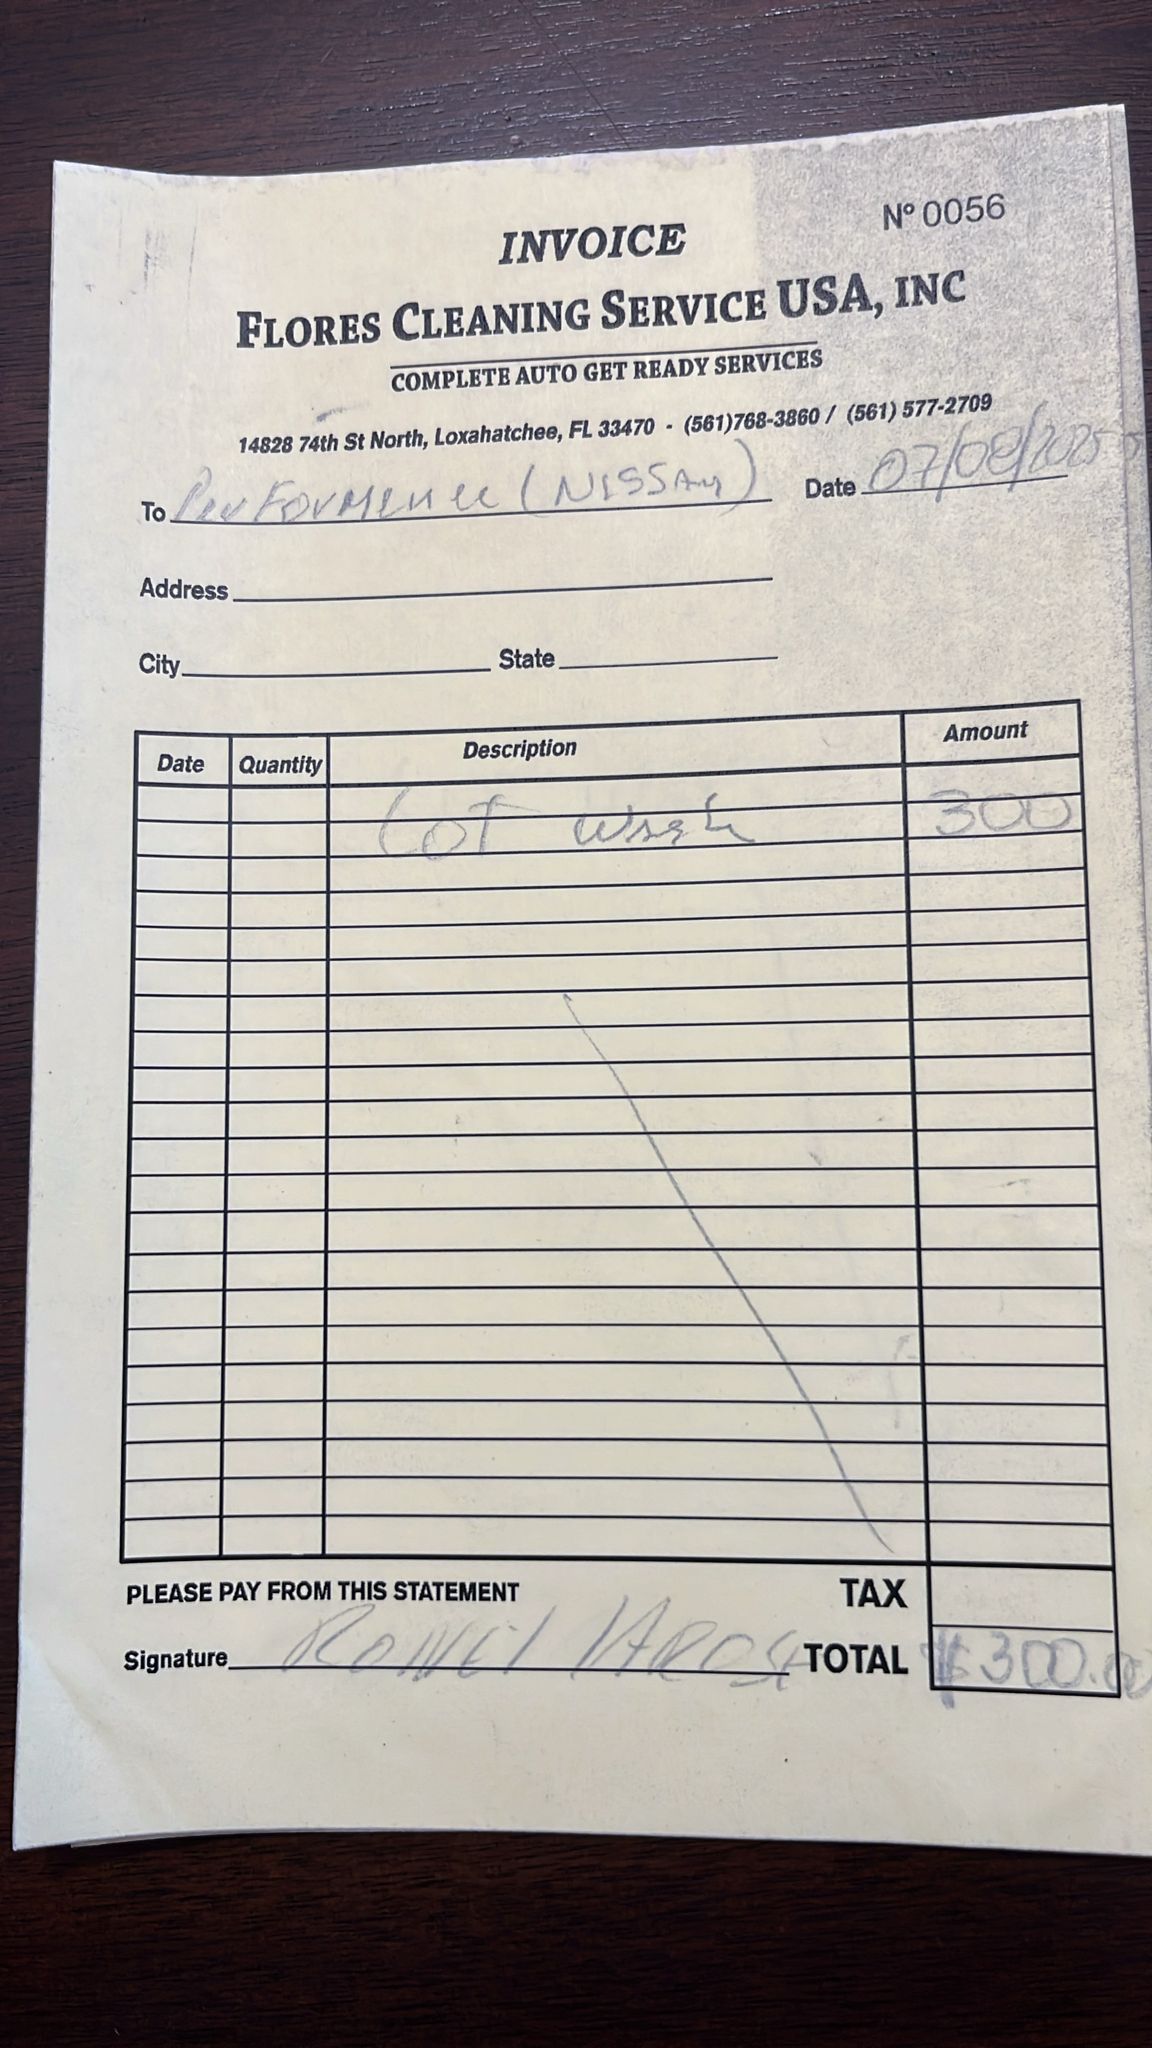 Nº 0056
INVOICE
FLORES CLEANING SERVICE USA, INC
COMPLETE AUTO GET READY SERVICES
14828 74th St North, Loxahatchee, FL 33470 - (561)768-3860 / (561) 577-2709
To (NISSAN) Date 07/08/2025
Address
City State
Date Quantity Description Amount
Lot wash 300
PLEASE PAY FROM THIS STATEMENT TAX
Signature TOTAL $300.00